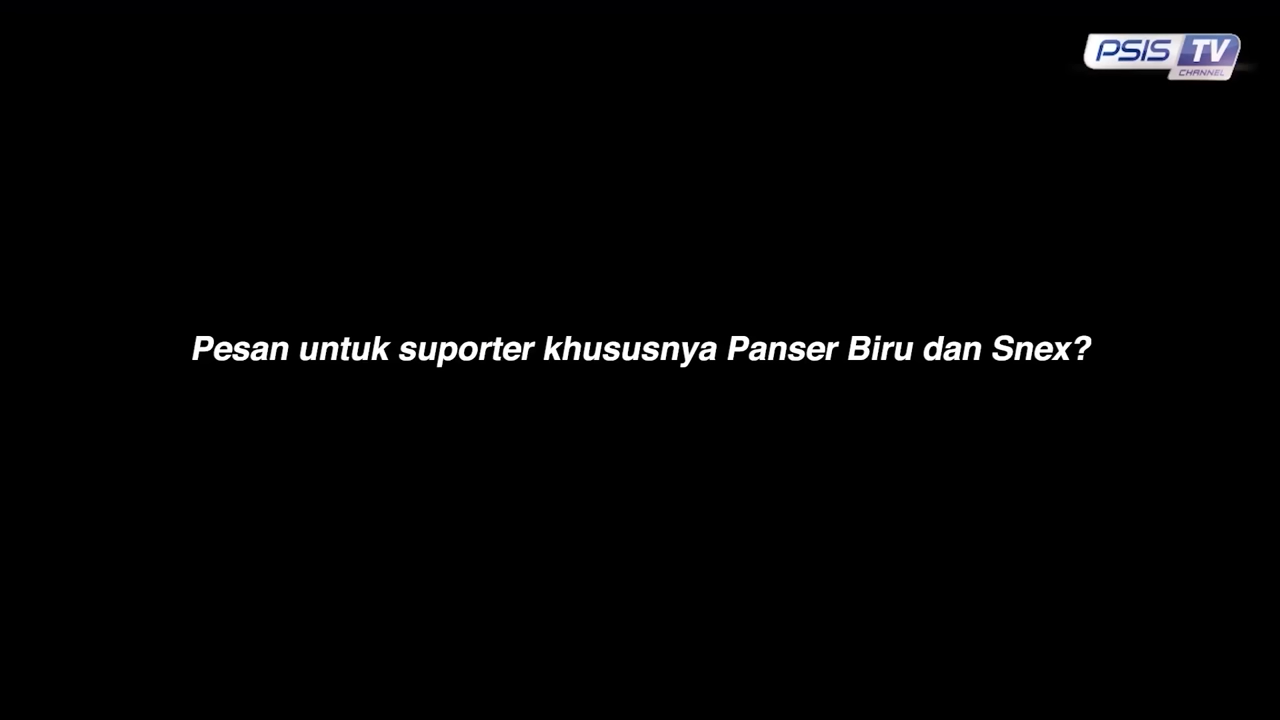 PSIS TV
CHANNEL
Pesan untuk suporter khususnya Panser Biru dan Snex?